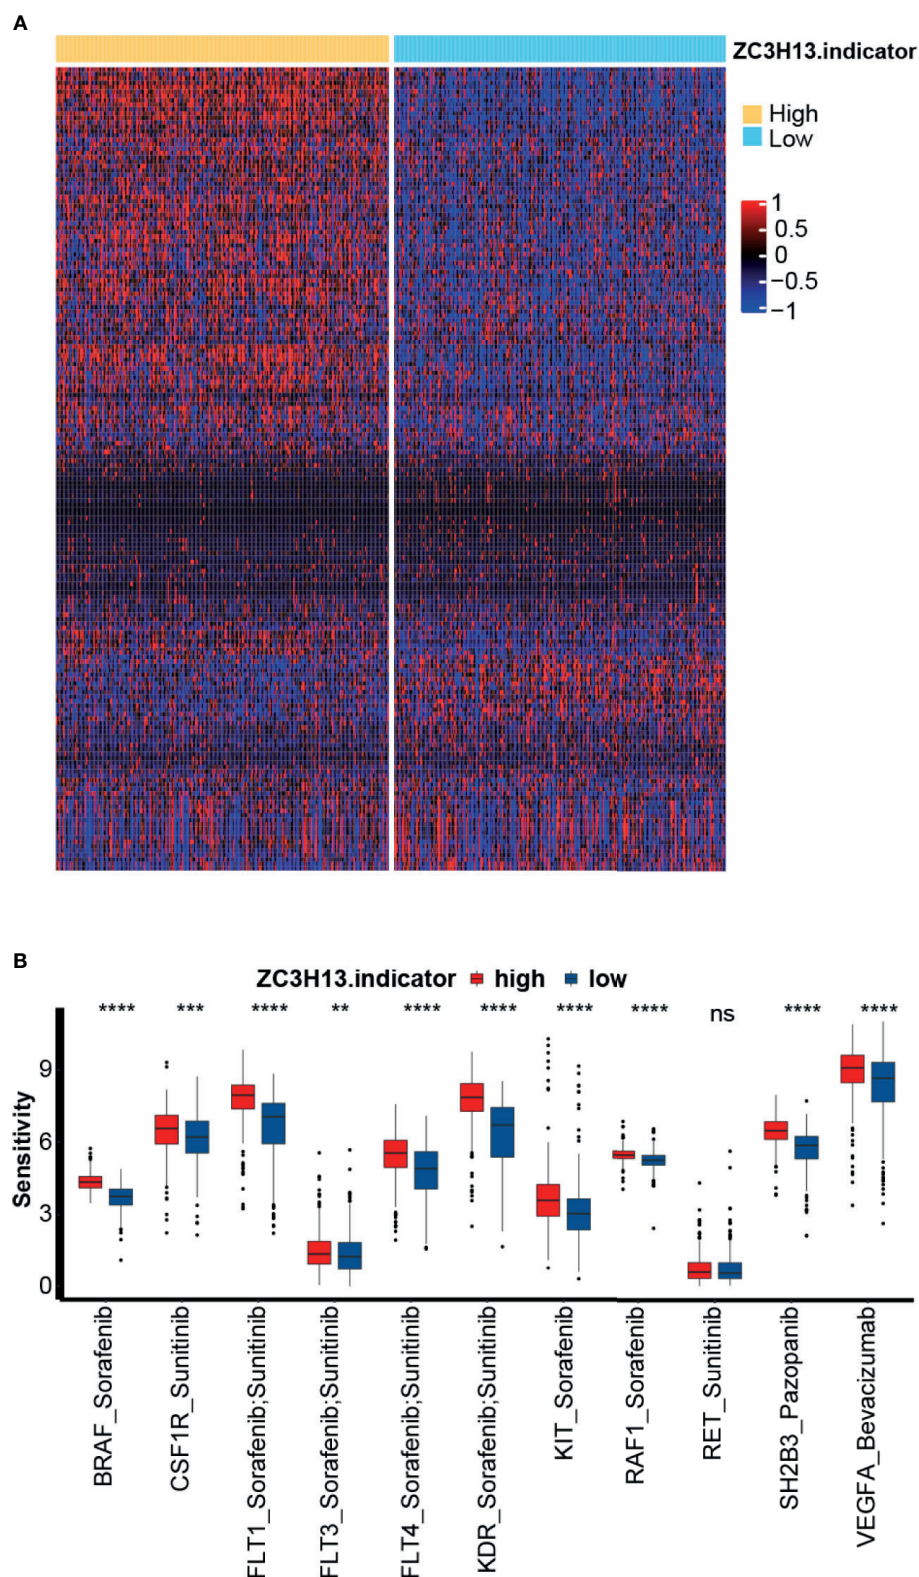 A
ZC3H13.indicator
High
Low
1
0.5
0
−0.5
−1
B
ZC3H13.indicator high low
**** *** **** ** **** **** **** **** ns **** ****
Sensitivity
9
6
3
0
BRAF_Sorafenib
CSF1R_Sunitinib
FLT1_Sorafenib;Sunitinib
FLT3_Sorafenib;Sunitinib
FLT4_Sorafenib;Sunitinib
KDR_Sorafenib;Sunitinib
KIT_Sorafenib
RAF1_Sorafenib
RET_Sunitinib
SH2B3_Pazopanib
VEGFA_Bevacizumab